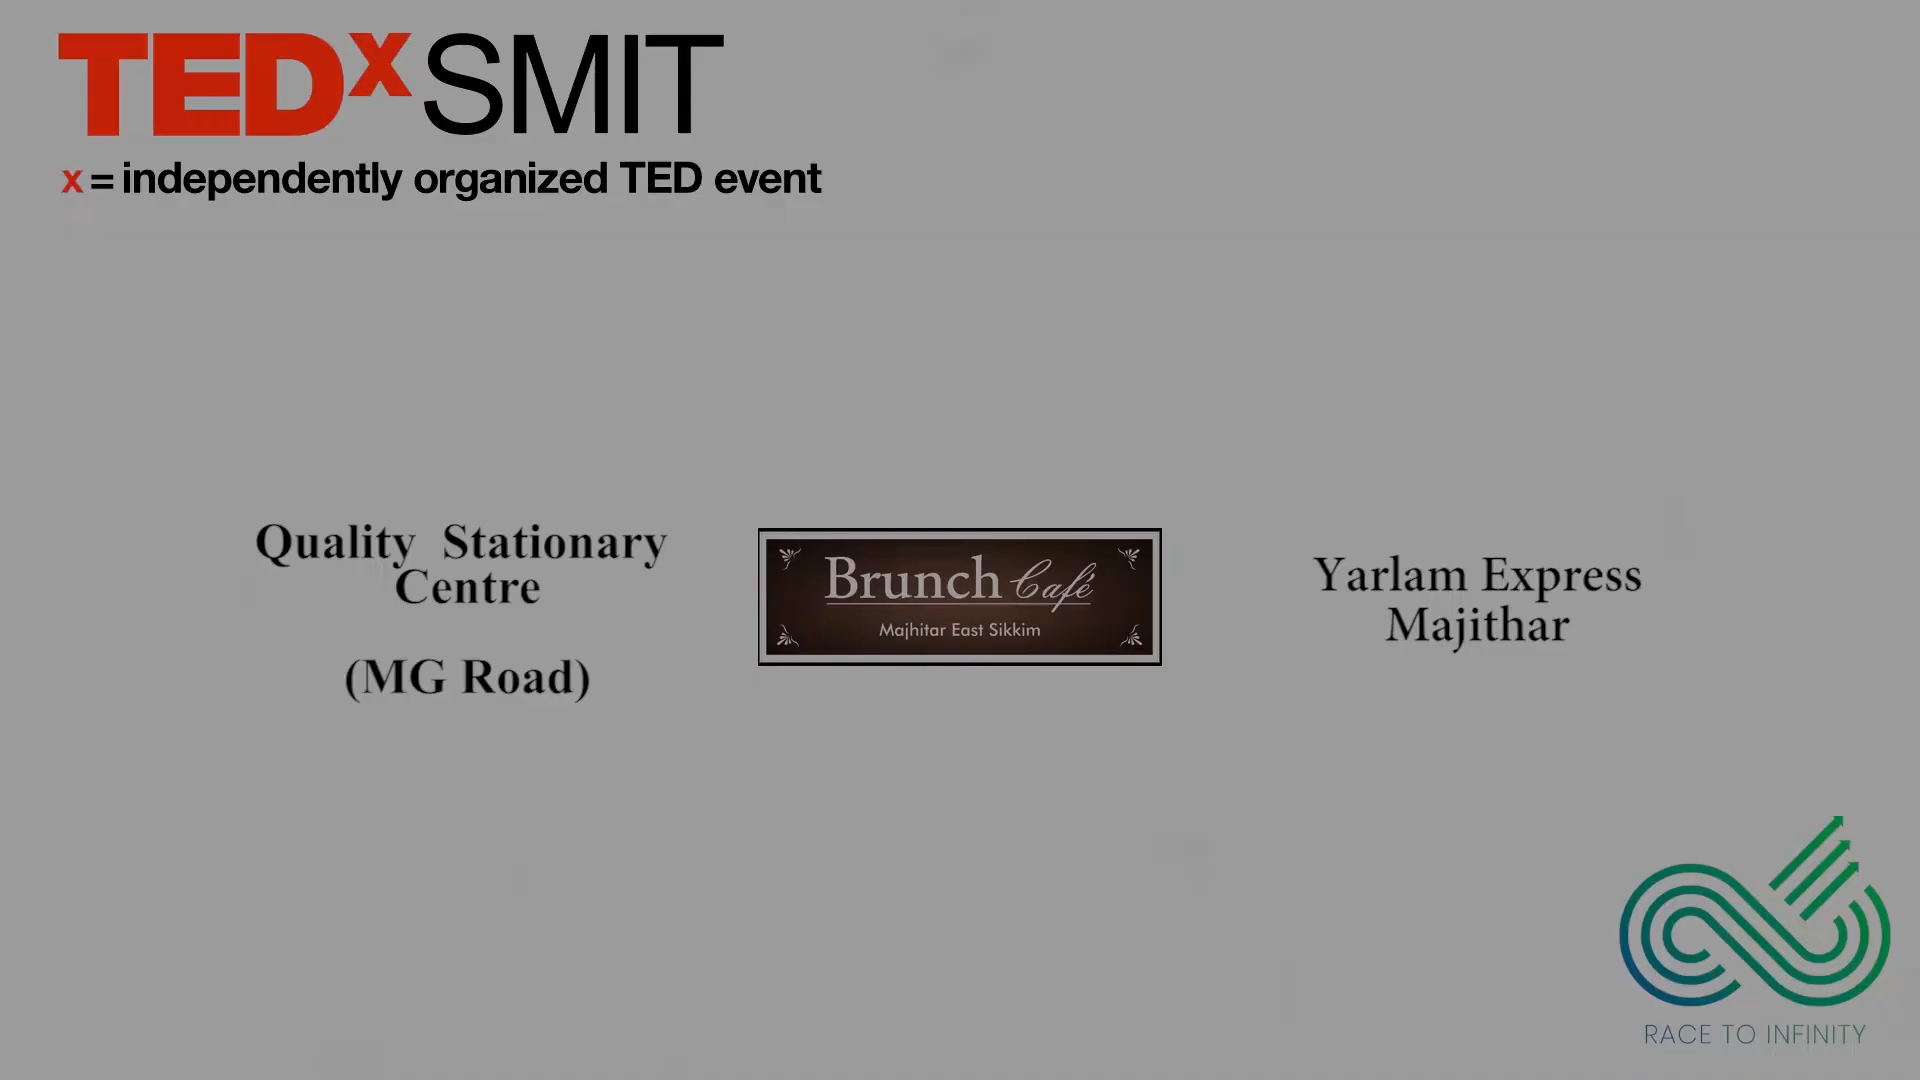 TEDxSMIT
x = independently organized TED event
Quality Stationary
Centre
(MG Road)
Brunch Café
Majhitar East Sikkim
Yarlam Express
Majithar
RACE TO INFINITY